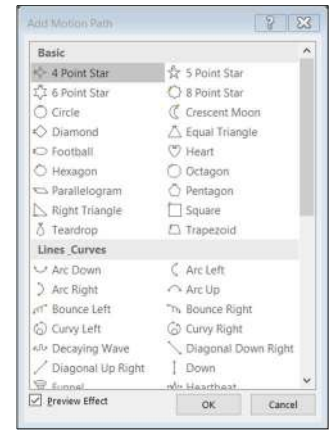 Add Motion Path
Basic
4 Point Star 5 Point Star
6 Point Star 8 Point Star
Circle Crescent Moon
Diamond Equal Triangle
Football Heart
Hexagon Octagon
Parallelogram Pentagon
Right Triangle Square
Teardrop Trapezoid
Lines_Curves
Arc Down Arc Left
Arc Right Arc Up
Bounce Left Bounce Right
Curvy Left Curvy Right
Decaying Wave Diagonal Down Right
Diagonal Up Right Down
Funnel Heartbeat
Preview Effect OK Cancel